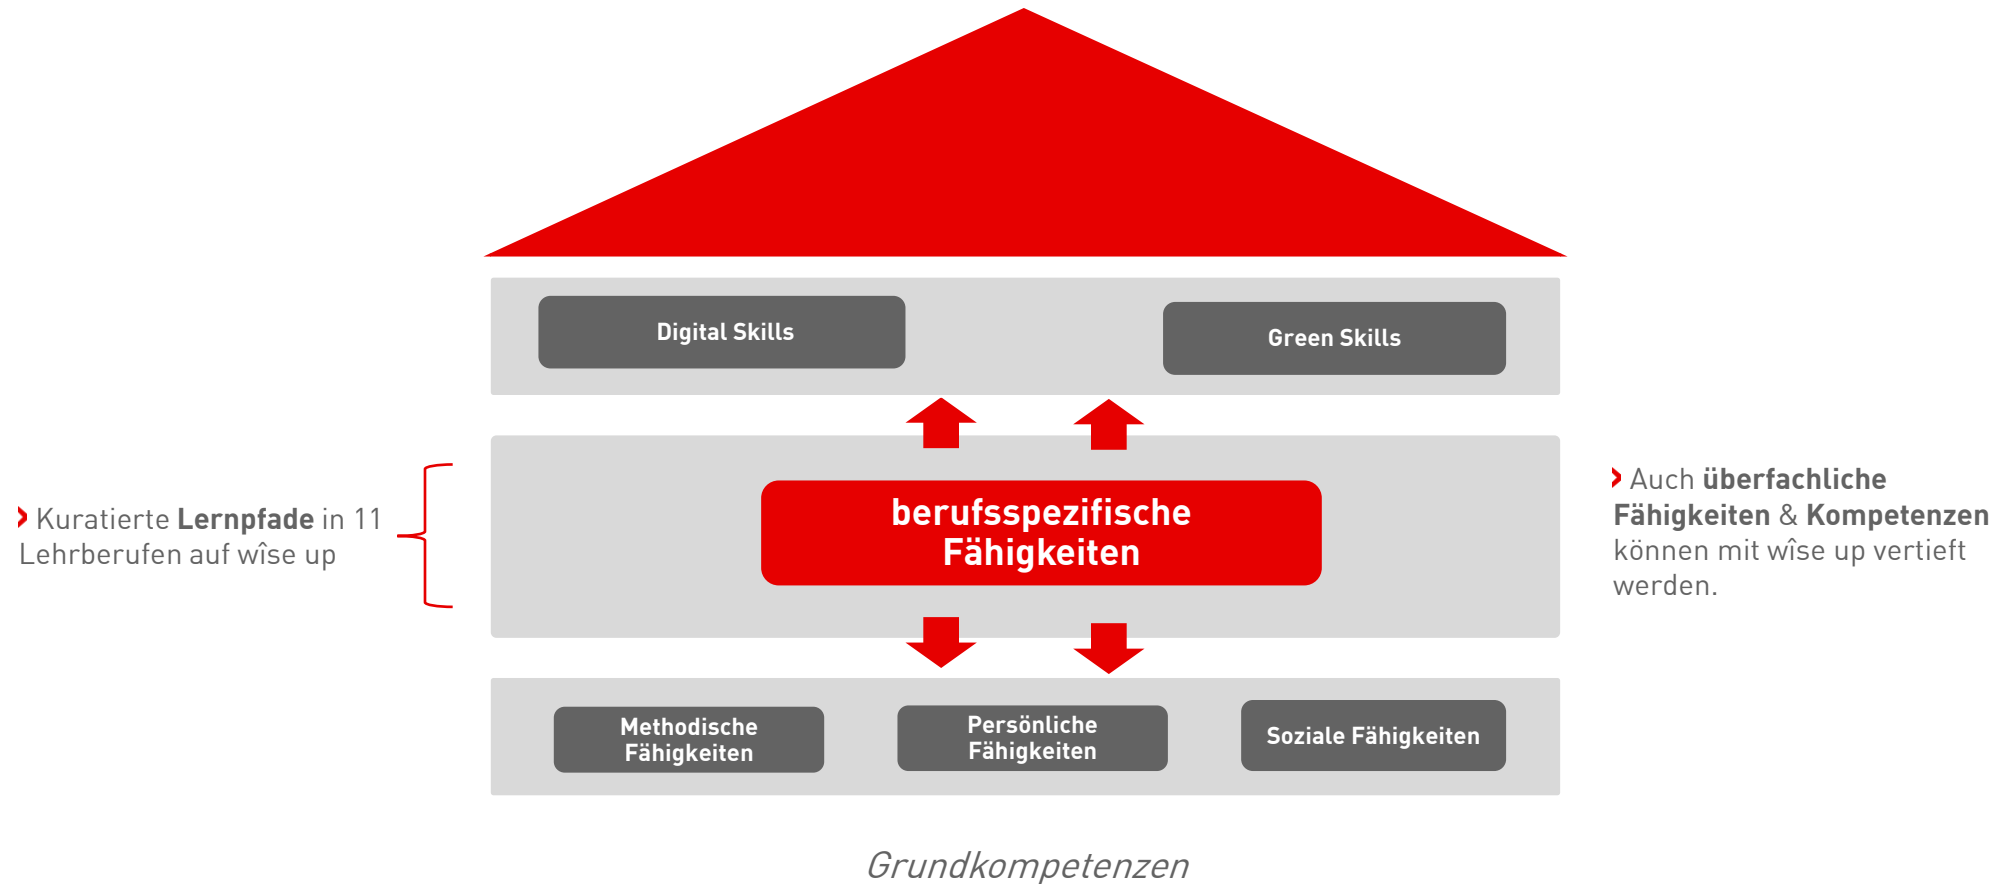 Digital Skills
Green Skills
berufsspezifische
Fähigkeiten
Kuratierte Lernpfade in 11
Lehrberufen auf wîse up
Auch überfachliche
Fähigkeiten & Kompetenzen
können mit wîse up vertieft
werden.
Methodische
Fähigkeiten
Persönliche
Fähigkeiten
Soziale Fähigkeiten
Grundkompetenzen